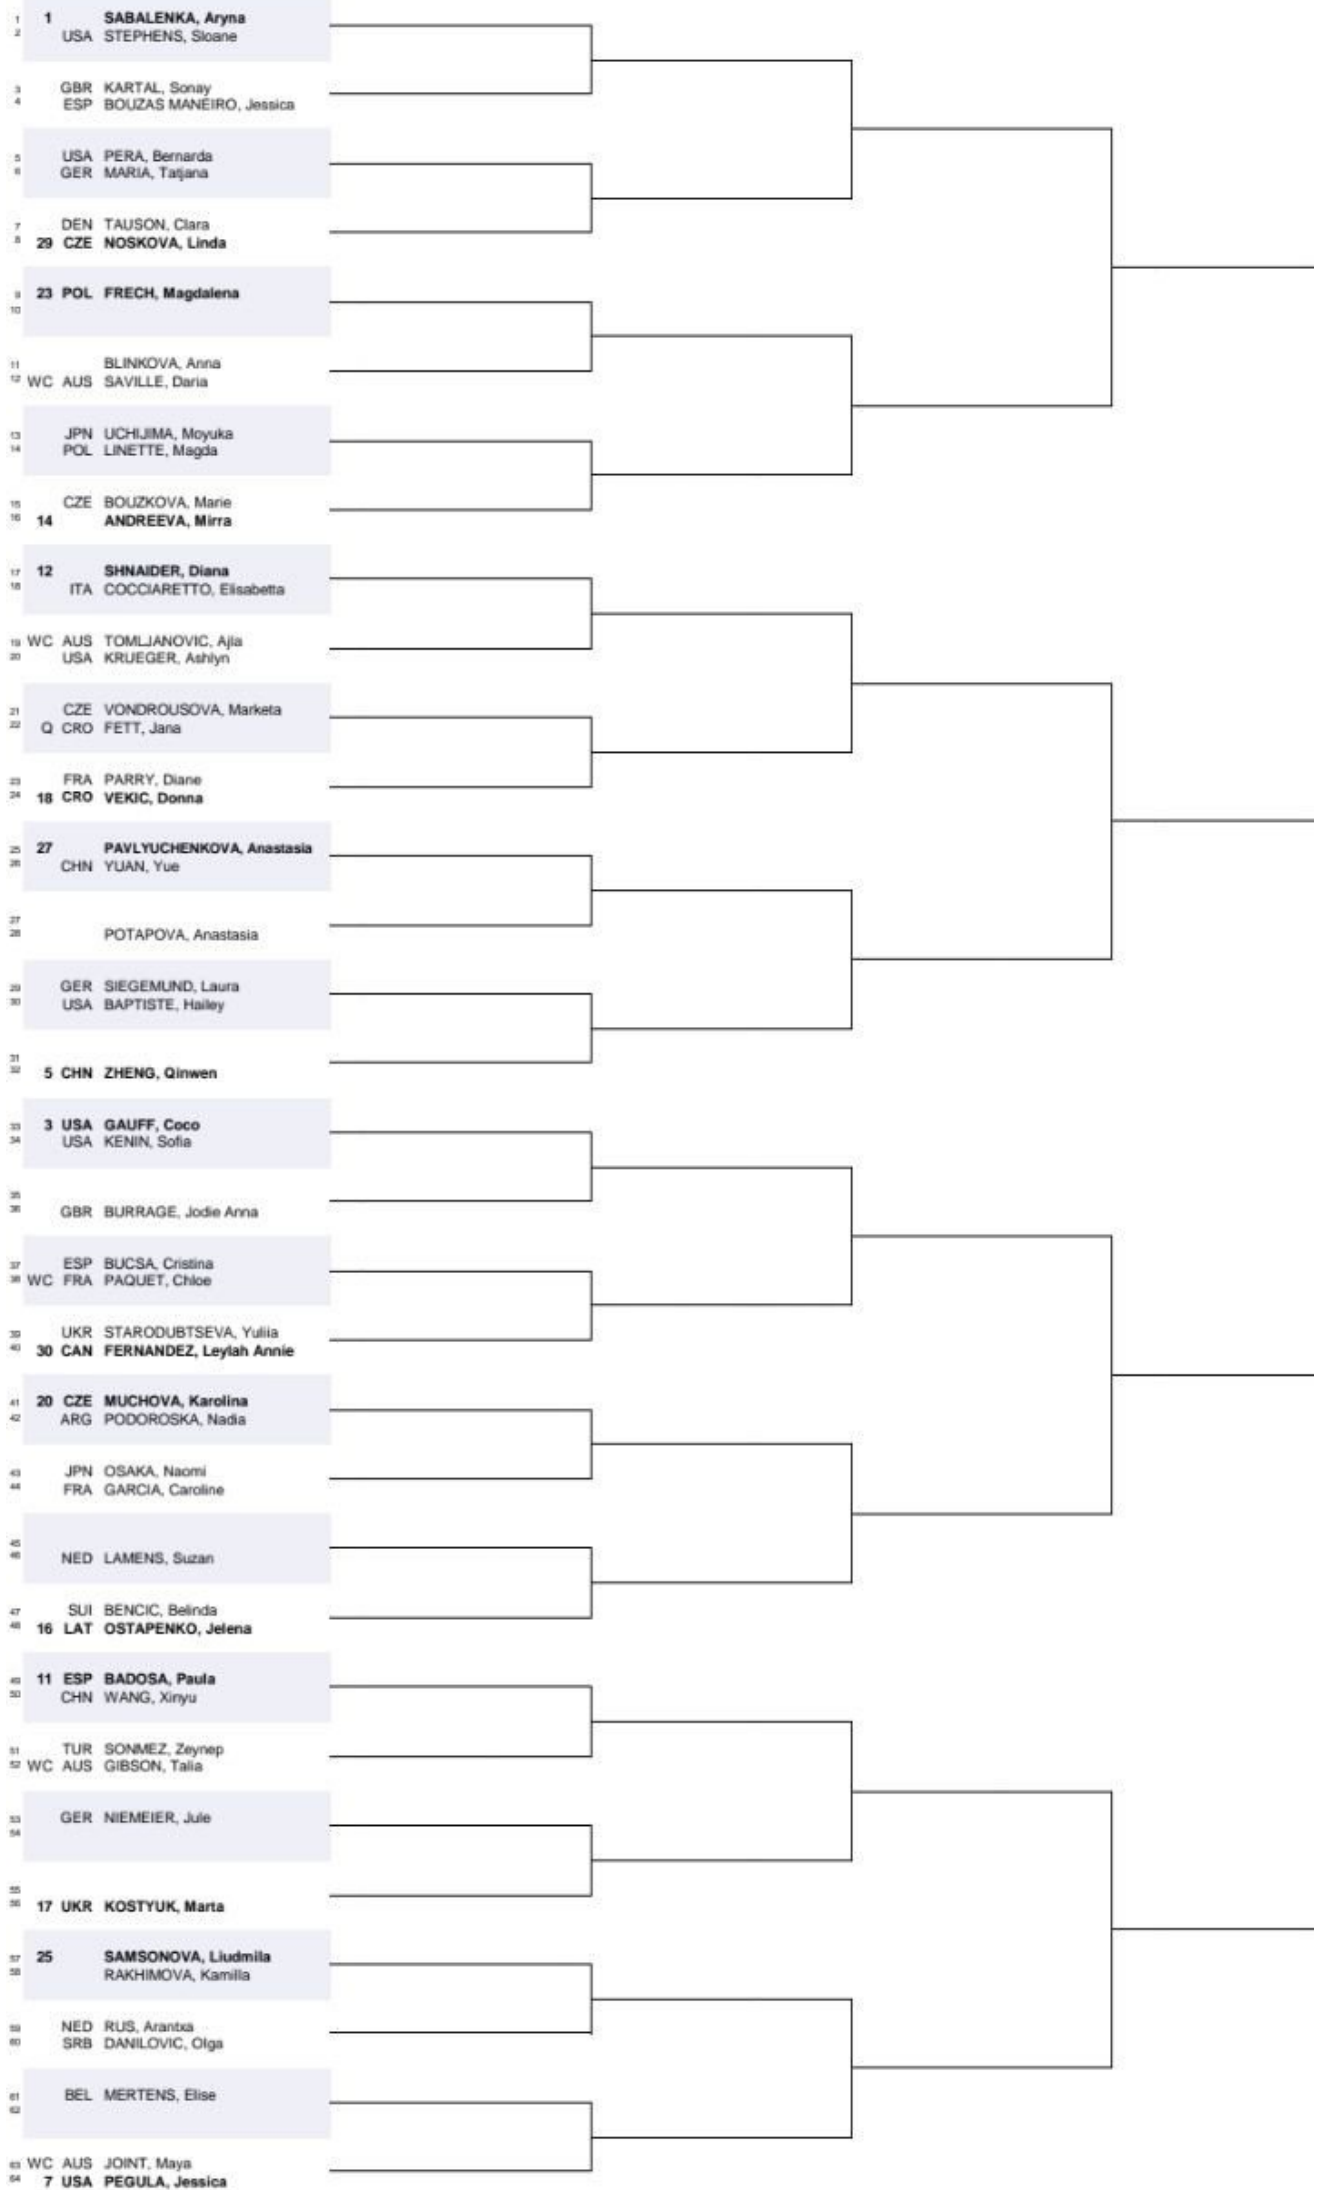 1 1 SABALENKA, Aryna
2 USA STEPHENS, Sloane
3 GBR KARTAL, Sonay
4 ESP BOUZAS MANEIRO, Jessica
5 USA PERA, Bernarda
6 GER MARIA, Tatjana
7 DEN TAUSON, Clara
8 29 CZE NOSKOVA, Linda
9 23 POL FRECH, Magdalena
10
11 BLINKOVA, Anna
12 WC AUS SAVILLE, Daria
13 JPN UCHIJIMA, Moyuka
14 POL LINETTE, Magda
15 CZE BOUZKOVA, Marie
16 14 ANDREEVA, Mirra
17 12 SHNAIDER, Diana
18 ITA COCCIARETTO, Elisabetta
19 WC AUS TOMLJANOVIC, Ajla
20 USA KRUEGER, Ashlyn
21 CZE VONDROUSOVA, Marketa
22 Q CRO FETT, Jana
23 FRA PARRY, Diane
24 18 CRO VEKIC, Donna
25 27 PAVLYUCHENKOVA, Anastasia
26 CHN YUAN, Yue
27
28 POTAPOVA, Anastasia
29 GER SIEGEMUND, Laura
30 USA BAPTISTE, Hailey
31
32 5 CHN ZHENG, Qinwen
33 3 USA GAUFF, Coco
34 USA KENIN, Sofia
35
36 GBR BURRAGE, Jodie Anna
37 ESP BUCSA, Cristina
38 WC FRA PAQUET, Chloe
39 UKR STARODUBTSEVA, Yuliia
40 30 CAN FERNANDEZ, Leylah Annie
41 20 CZE MUCHOVA, Karolina
42 ARG PODOROSKA, Nadia
43 JPN OSAKA, Naomi
44 FRA GARCIA, Caroline
45
46 NED LAMENS, Suzan
47 SUI BENCIC, Belinda
48 16 LAT OSTAPENKO, Jelena
49 11 ESP BADOSA, Paula
50 CHN WANG, Xinyu
51 TUR SONMEZ, Zeynep
52 WC AUS GIBSON, Talia
53 GER NIEMEIER, Jule
54
55
56 17 UKR KOSTYUK, Marta
57 25 SAMSONOVA, Liudmila
58 RAKHIMOVA, Kamilla
59 NED RUS, Arantxa
60 SRB DANILOVIC, Olga
61 BEL MERTENS, Elise
62
63 WC AUS JOINT, Maya
64 7 USA PEGULA, Jessica